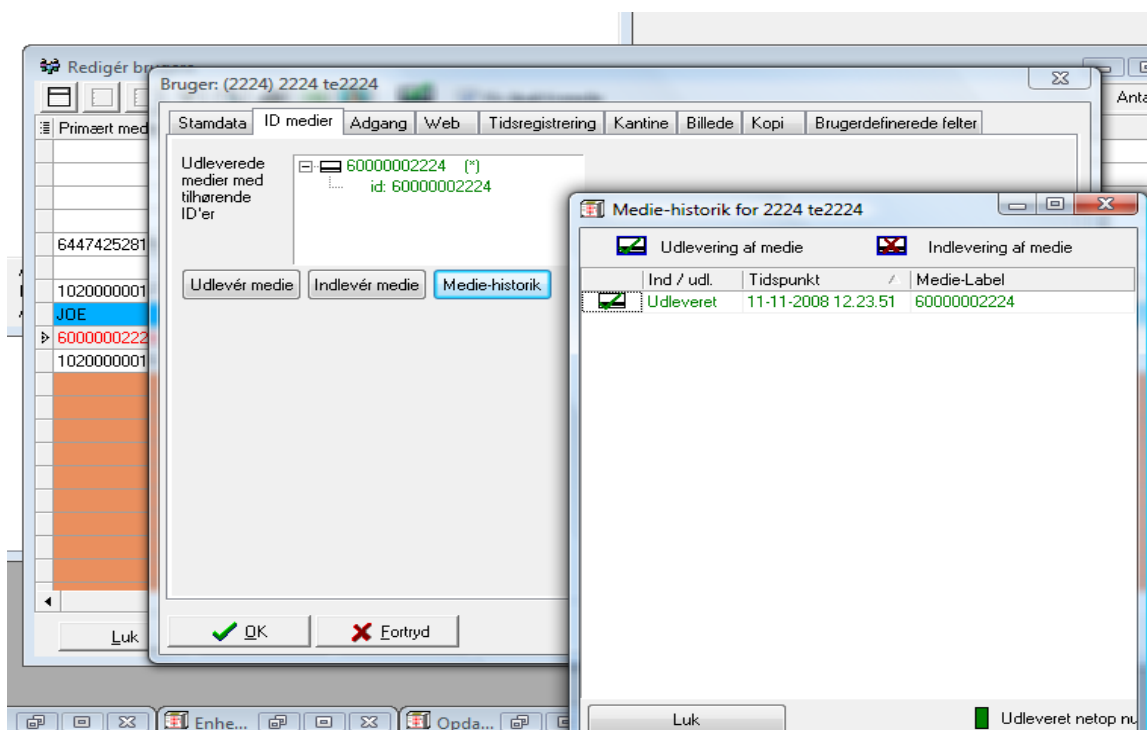 Redigér br
Anta
Primært med
6447425281
1020000001
JOE
6000000222
1020000001
Luk
Bruger: (2224) 2224 te2224
Stamdata ID medier Adgang Web Tidsregistrering Kantine Billede Kopi Brugerdefinerede felter
Udleverede
medier med
tilhørende
ID'er
60000002224 (*)
id: 60000002224
Udlevér medie Indlevér medie Medie-historik
OK Fortryd
Medie-historik for 2224 te2224
Udlevering af medie Indlevering af medie
Ind / udl. Tidspunkt Medie-Label
Udleveret 11-11-2008 12.23.51 60000002224
Luk
Udleveret netop nu
Enhe... Opda...